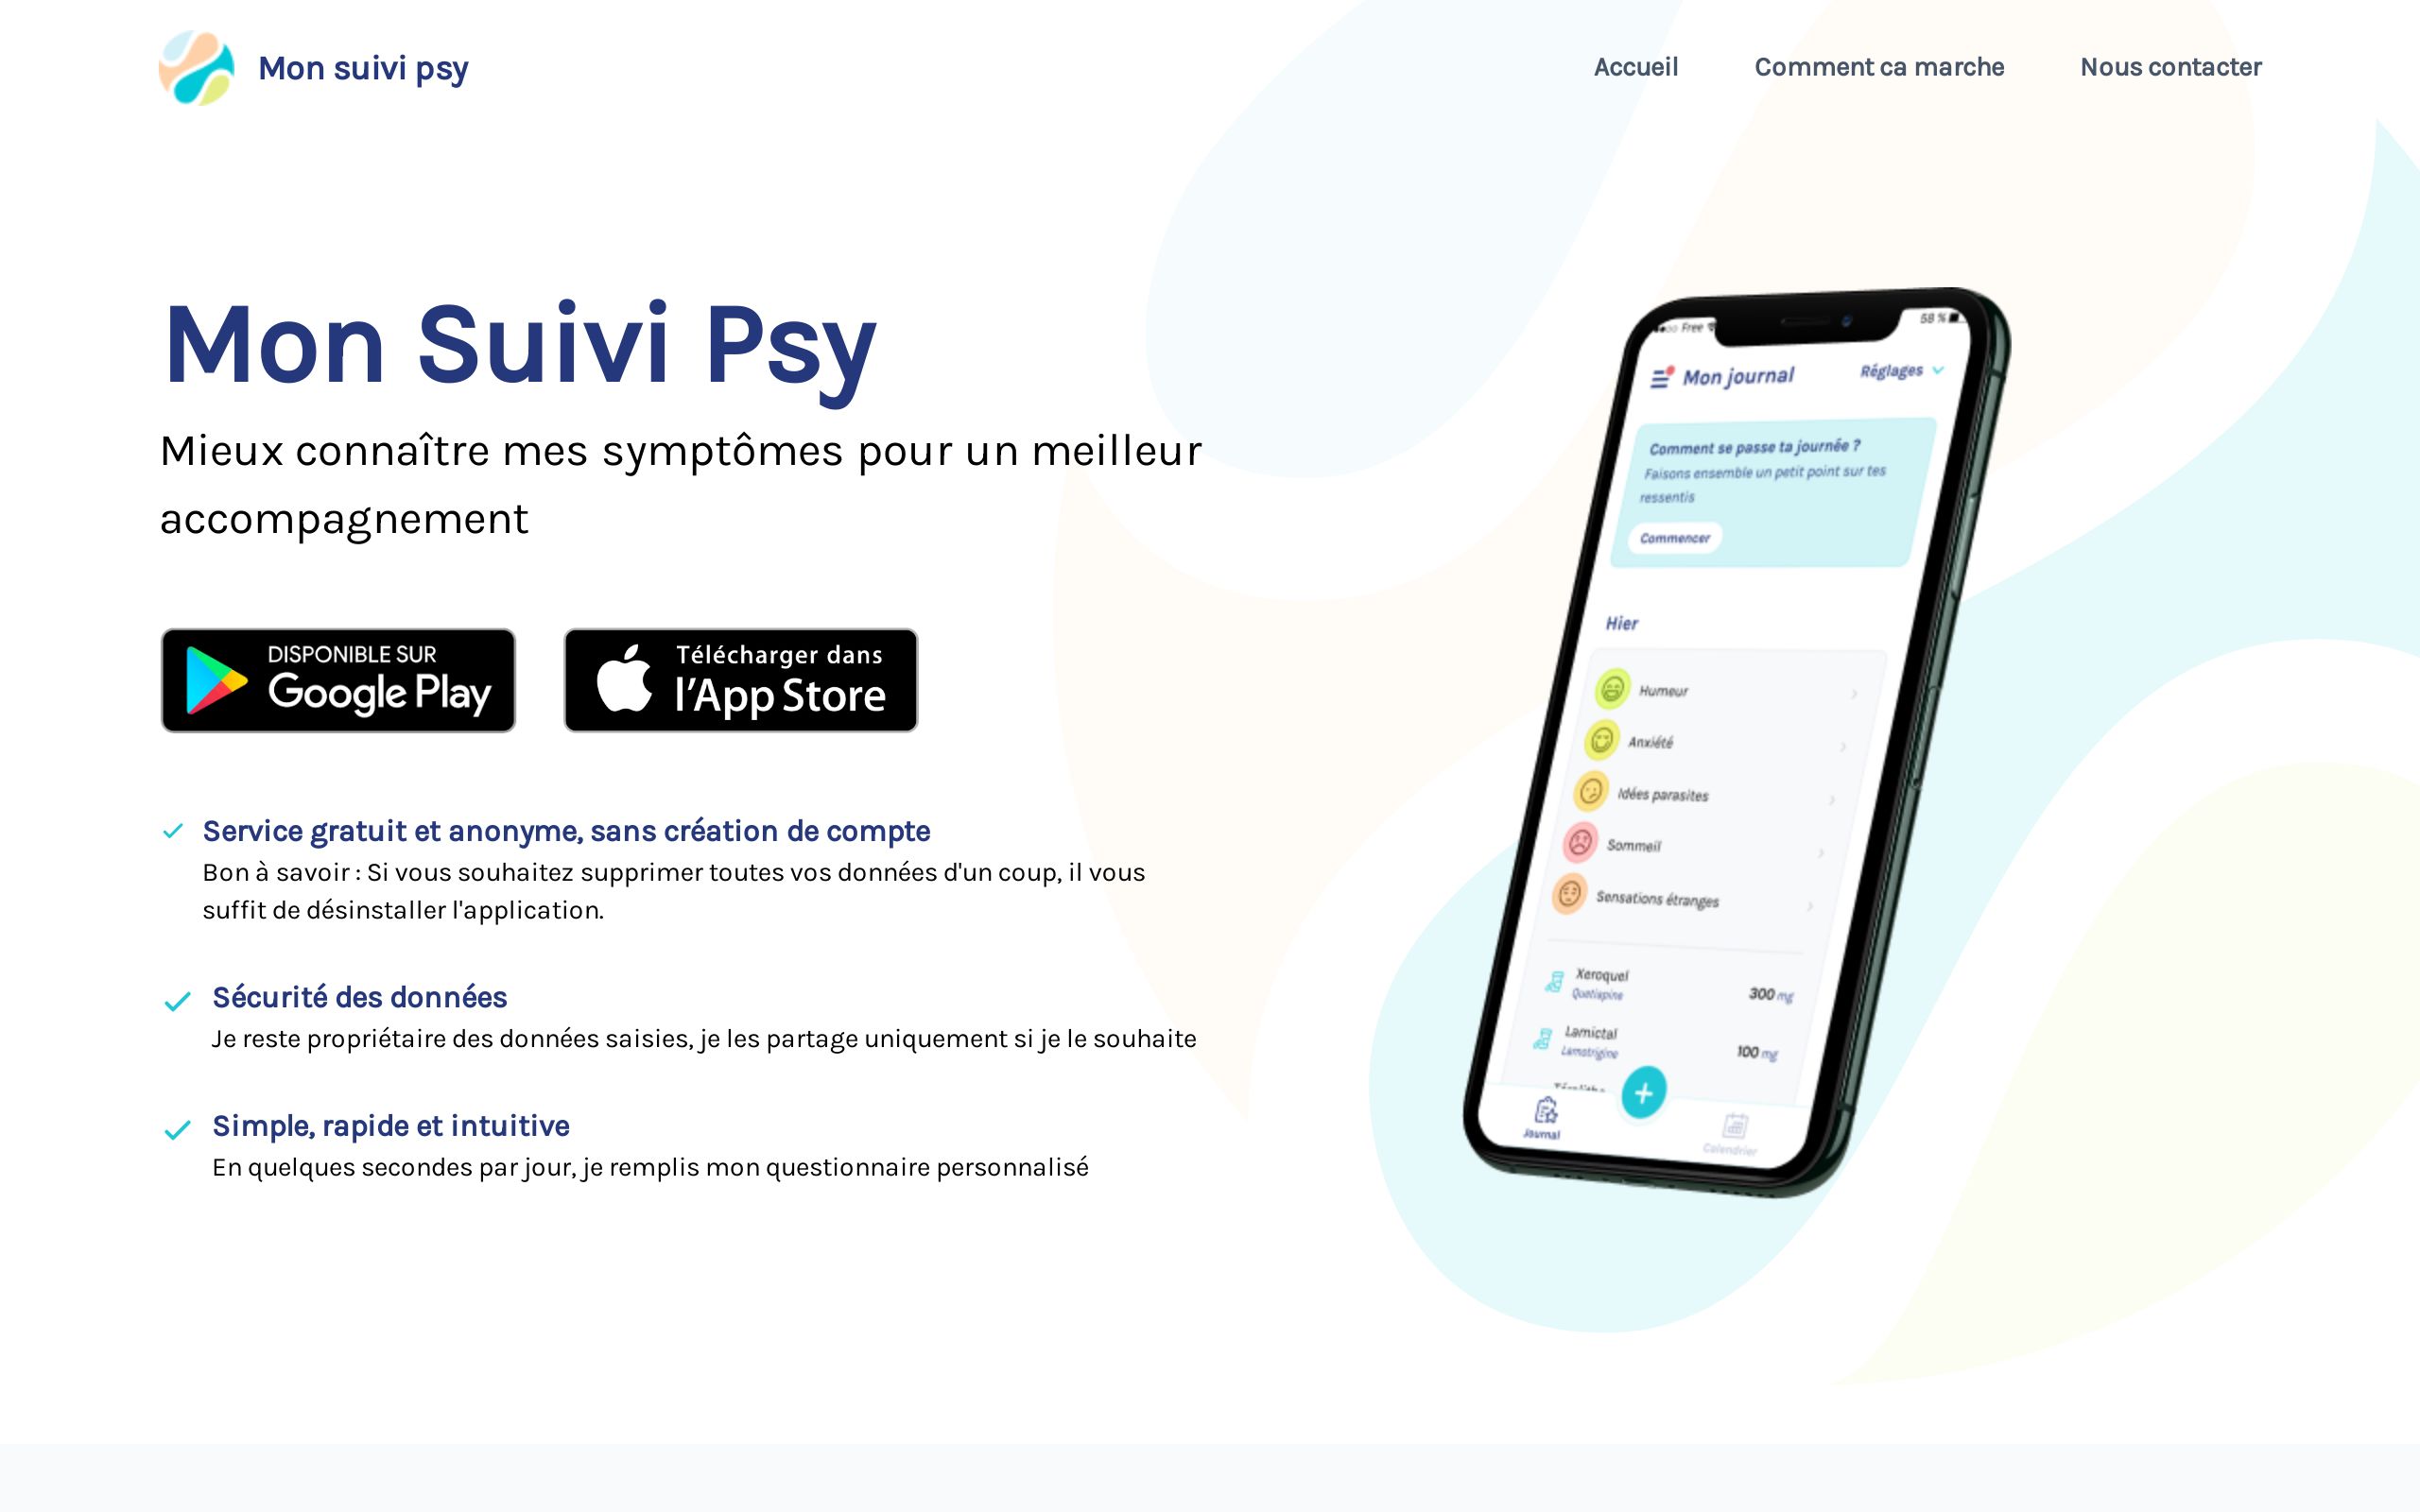 Mon suivi psy
Accueil
Comment ca marche
Nous contacter
Mon Suivi Psy
Mieux connaître mes symptômes pour un meilleur
accompagnement
DISPONIBLE SUR
Google Play
Télécharger dans
l'App Store
Service gratuit et anonyme, sans création de compte
Bon à savoir : Si vous souhaitez supprimer toutes vos données d'un coup, il vous
suffit de désinstaller l'application.
Sécurité des données
Je reste propriétaire des données saisies, je les partage uniquement si je le souhaite
Simple, rapide et intuitive
En quelques secondes par jour, je remplis mon questionnaire personnalisé
Free
58 %
Mon journal
Réglages
Comment se passe ta journée ?
Faisons ensemble un petit point sur tes
ressentis
Commencer
Hier
Humeur
Anxiété
Idées parasites
Sommeil
Sensations étranges
Xeroquel
Quetiapine
300 mg
Lamictal
Lamotrigine
100 mg
Journal
Calendrier